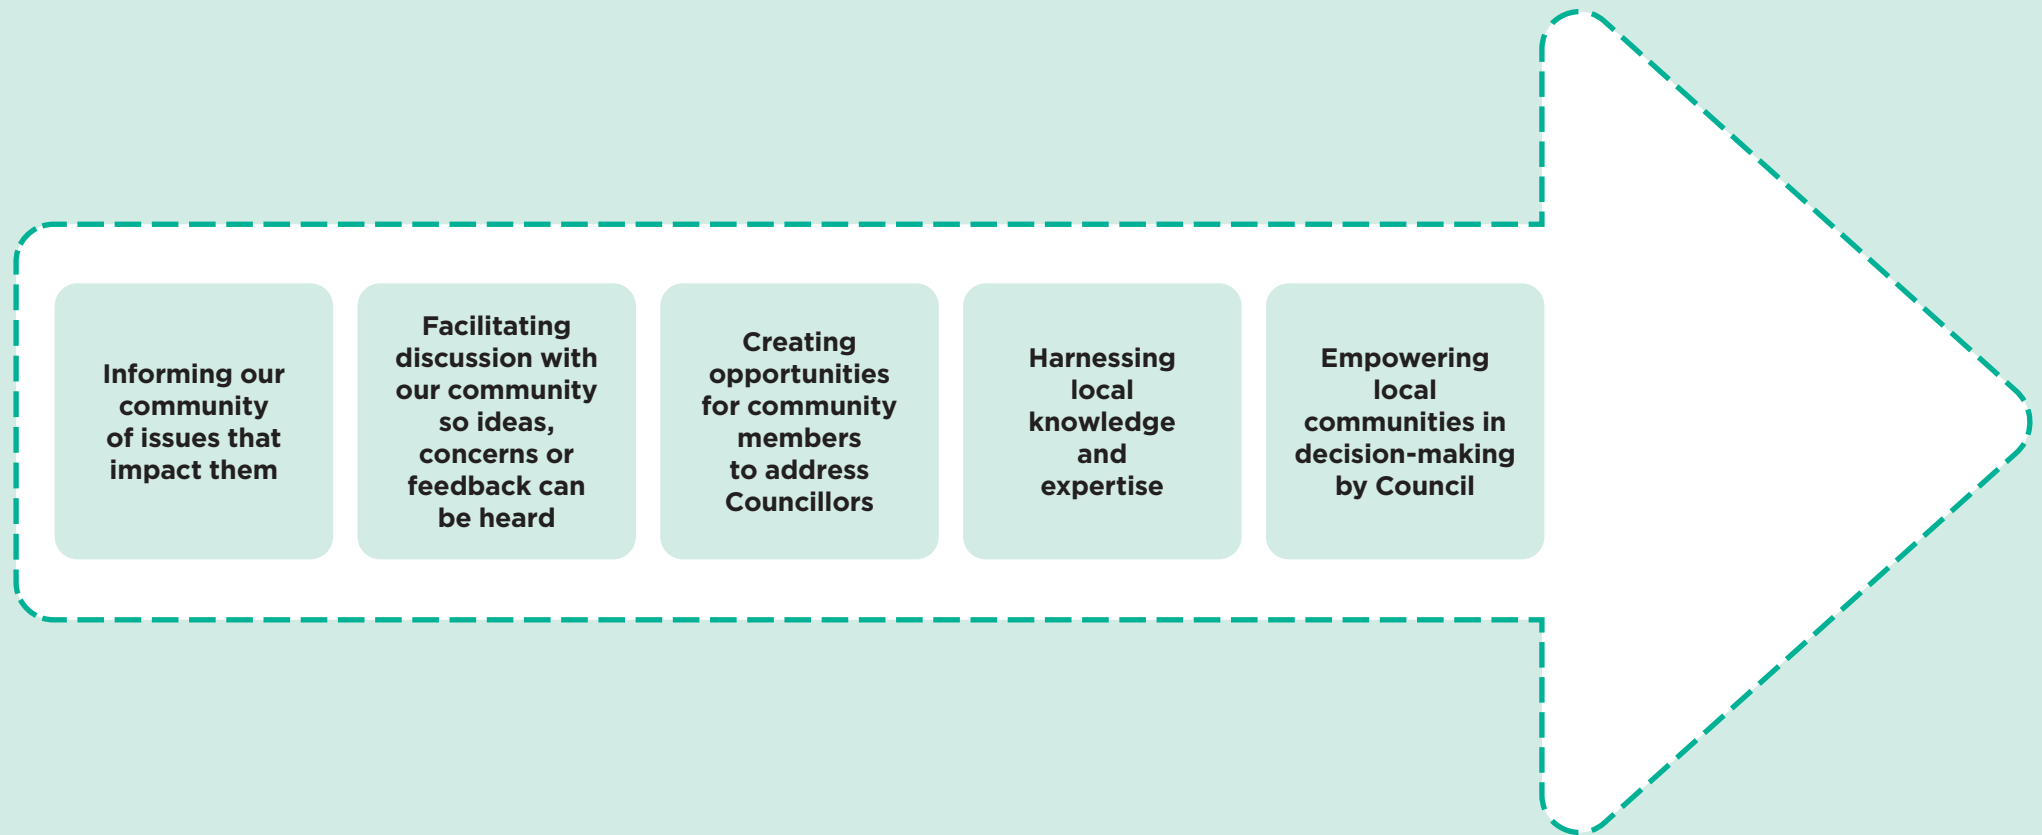 Informing our
community
of issues that
impact them
Facilitating
discussion with
our community
so ideas,
concerns or
feedback can
be heard
Creating
opportunities
for community
members
to address
Councillors
Harnessing
local
knowledge
and
expertise
Empowering
local
communities in
decision-making
by Council